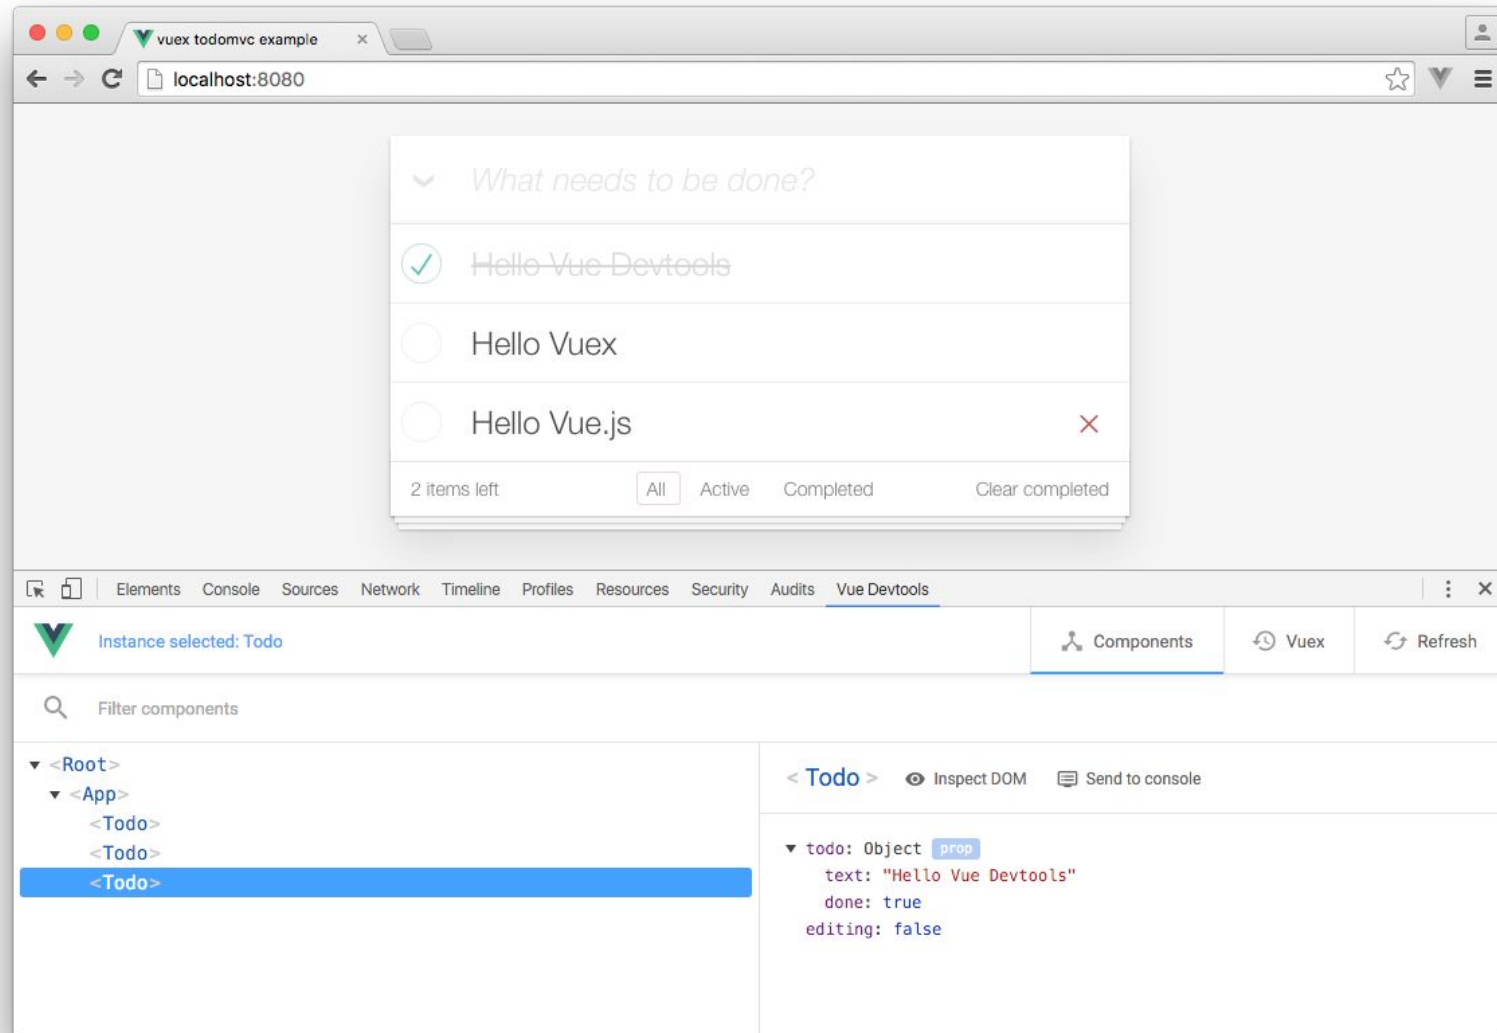 vuex todomvc example
localhost:8080
What needs to be done?
Hello Vue Devtools
Hello Vuex
Hello Vue.js
2 items left All Active Completed Clear completed
Elements Console Sources Network Timeline Profiles Resources Security Audits Vue Devtools
Instance selected: Todo Components Vuex Refresh
Filter components
<Root>
<App>
<Todo>
<Todo>
<Todo>
< Todo > Inspect DOM Send to console
todo: Object prop
text: "Hello Vue Devtools"
done: true
editing: false